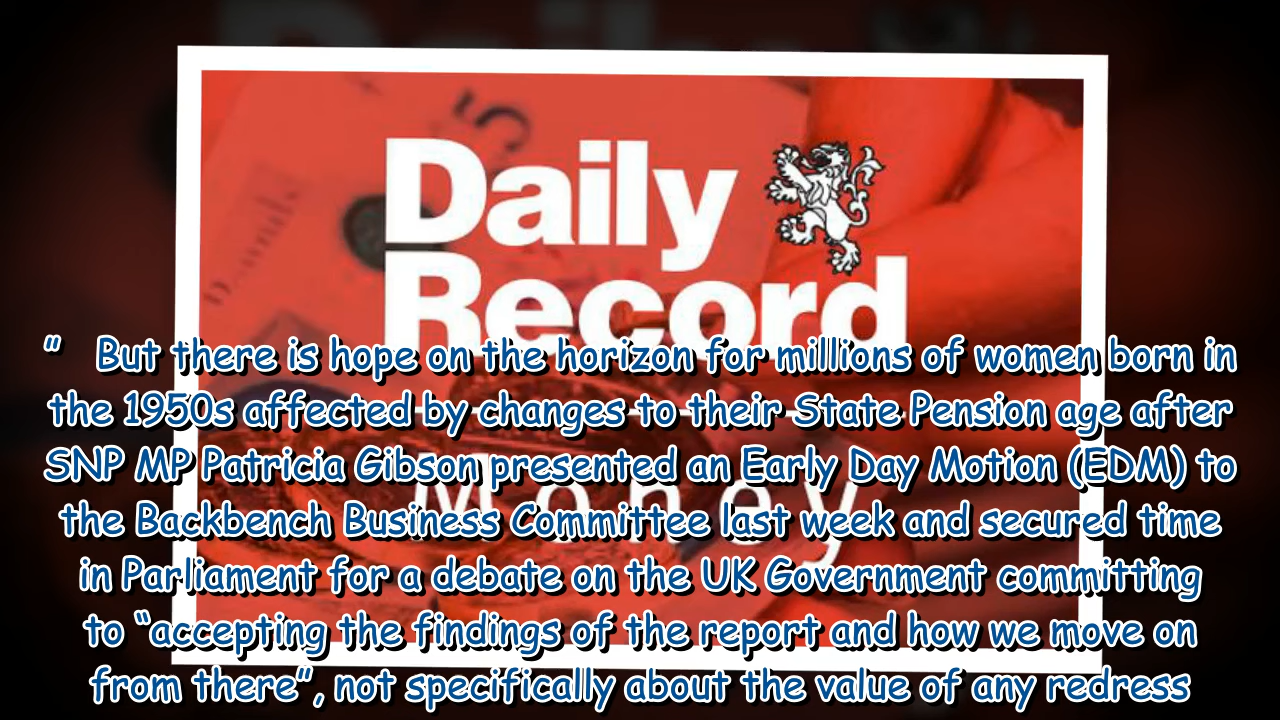 Daily
Record
Money
” But there is hope on the horizon for millions of women born in
the 1950s affected by changes to their State Pension age after
SNP MP Patricia Gibson presented an Early Day Motion (EDM) to
the Backbench Business Committee last week and secured time
in Parliament for a debate on the UK Government committing
to “accepting the findings of the report and how we move on
from there”, not specifically about the value of any redress